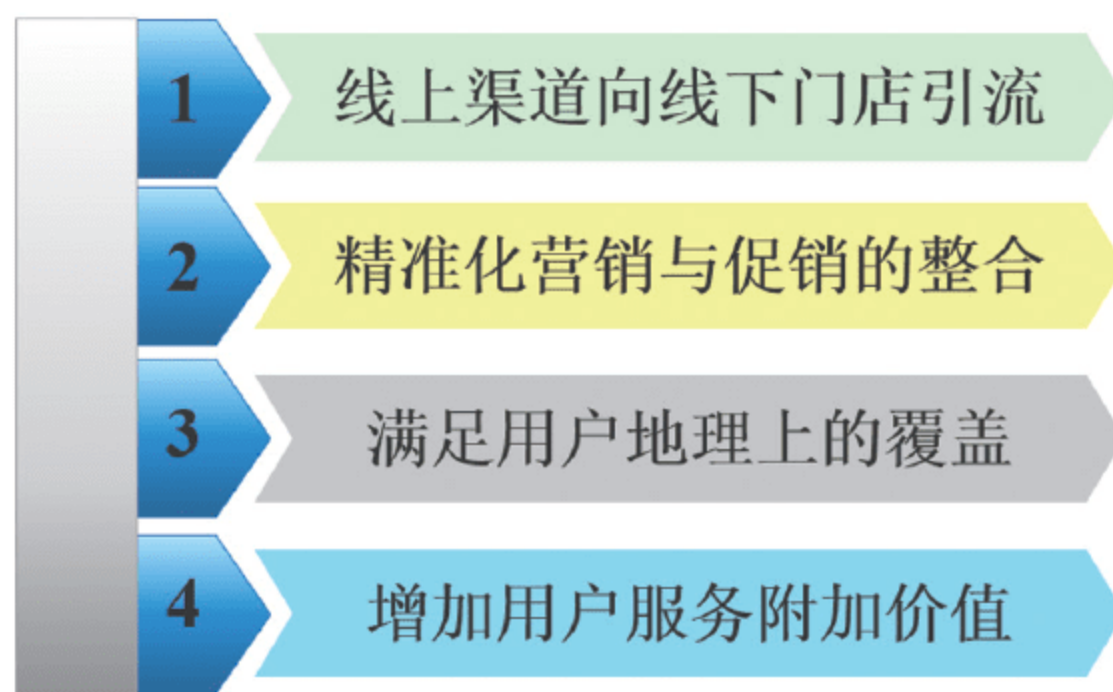 1 线上渠道向线下门店引流
2 精准化营销与促销的整合
3 满足用户地理上的覆盖
4 增加用户服务附加价值